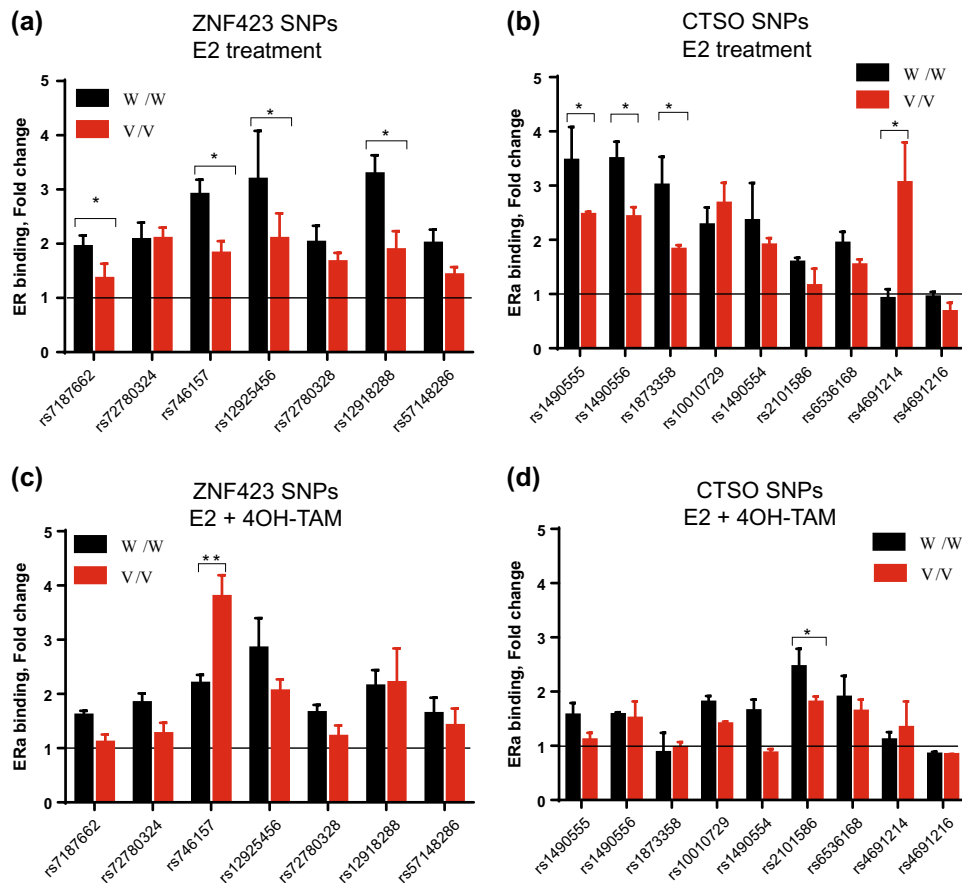 (a)
ZNF423 SNPs
E2 treatment
ER binding, Fold change
5
4
3
2
1
0
W /W
V/V
*
*
*
*
rs7187662
rs72780324
rs746157
rs12925456
rs72780328
rs12918288
rs57148286
(b)
CTSO SNPs
E2 treatment
ERa binding, Fold change
5
4
3
2
1
0
W /W
V/V
*
*
*
*
rs1490555
rs1490556
rs1873358
rs10010729
rs1490554
rs2101586
rs6536168
rs4691214
rs4691216
(c)
ZNF423 SNPs
E2 + 4OH-TAM
ERa binding, Fold change
5
4
3
2
1
0
W /W
V/V
**
rs7187662
rs72780324
rs746157
rs12925456
rs72780328
rs12918288
rs57148286
(d)
CTSO SNPs
E2 + 4OH-TAM
ERa binding, Fold change
5
4
3
2
1
0
W /W
V/V
*
rs1490555
rs1490556
rs1873358
rs10010729
rs1490554
rs2101586
rs6536168
rs4691214
rs4691216